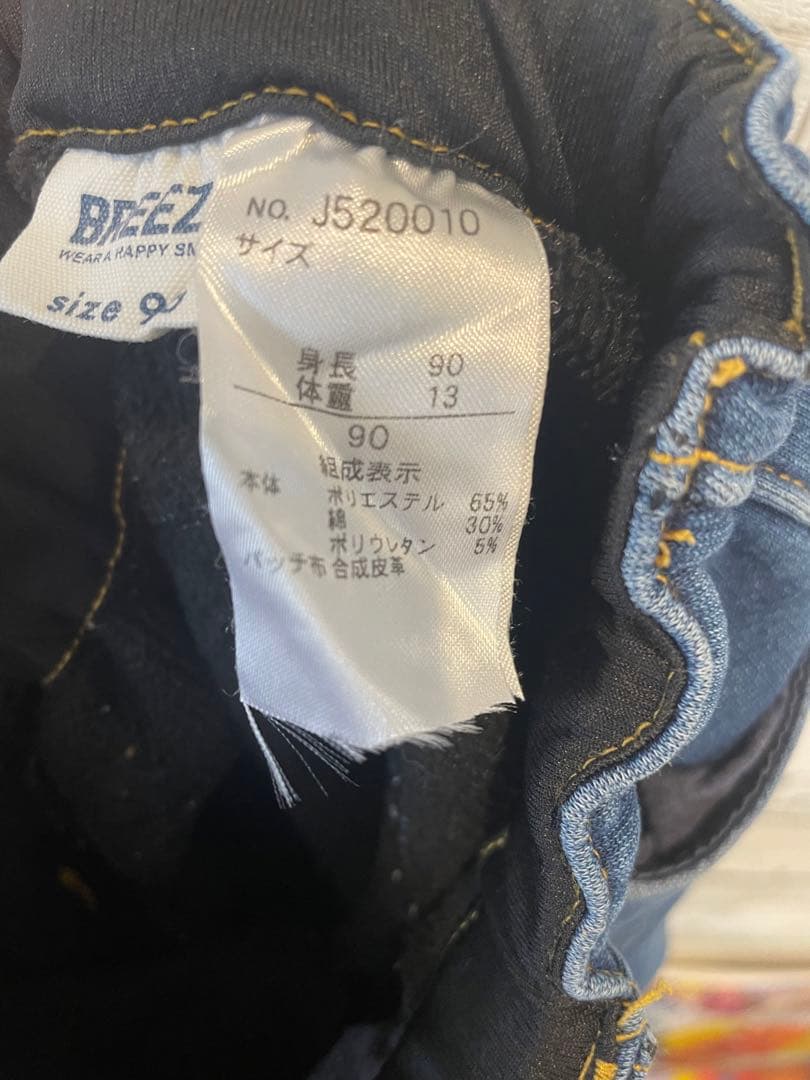 BREEZ
WEAR A HAPPY SM
size 90
NO. J520010
サイズ
身長 90
体重 13
90
組成表示
本体 ポリエステル 65%
綿 30%
ポリウレタン 5%
パッチ布 合成皮革